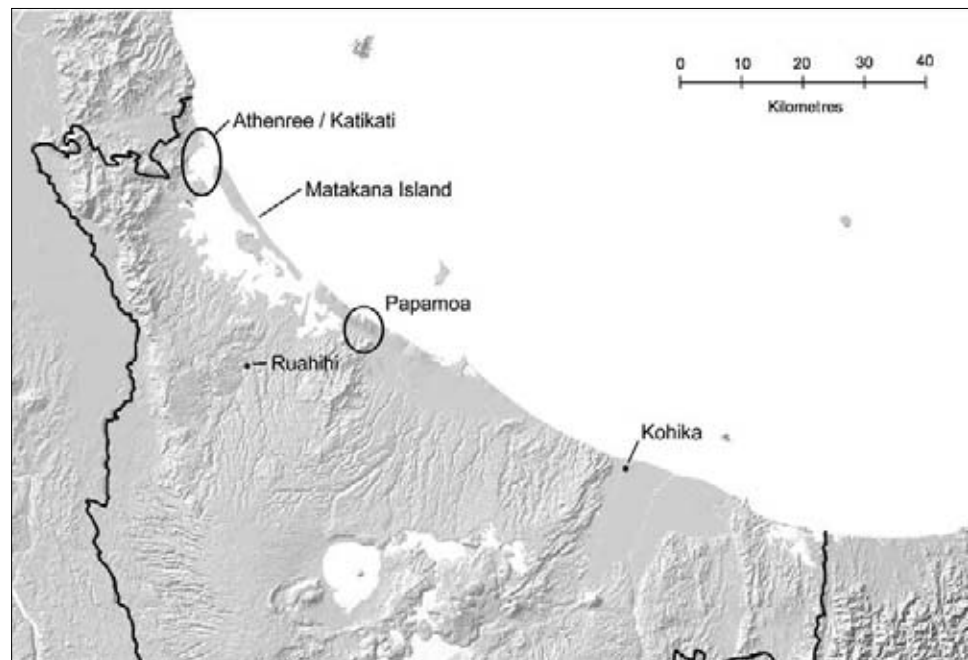 0 10 20 30 40
Kilometres
Athenree / Katikati
Matakana Island
Papamoa
Ruahihi
Kohika